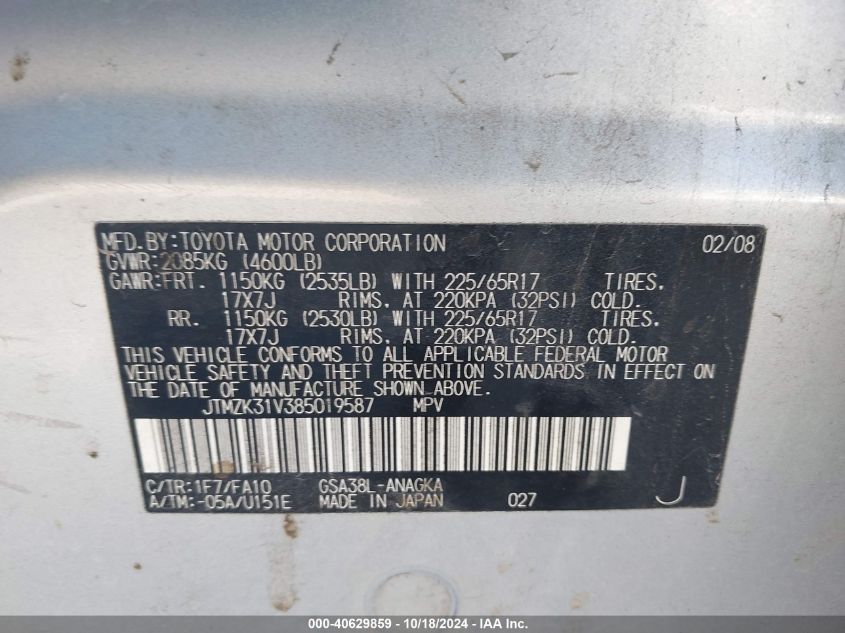 MFD.BY:TOYOTA MOTOR CORPORATION 02/08
GVWR:2085KG (4600LB)
GAWR:FRT. 1150KG (2535LB) WITH 225/65R17 TIRES,
17X7J RIMS, AT 220KPA (32PSI) COLD.
RR. 1150KG (2530LB) WITH 225/65R17 TIRES,
17X7J RIMS, AT 220KPA (32PSI) COLD.
THIS VEHICLE CONFORMS TO ALL APPLICABLE FEDERAL MOTOR
VEHICLE SAFETY AND THEFT PREVENTION STANDARDS IN EFFECT ON
THE DATE OF MANUFACTURE SHOWN ABOVE.
JTMZK31V385019587 MPV
C/TR:1F7/FA10 GSA38L-ANAGKA
A/TM:-05A/U151E MADE IN JAPAN 027 J
000-40629859 - 10/18/2024 - IAA Inc.